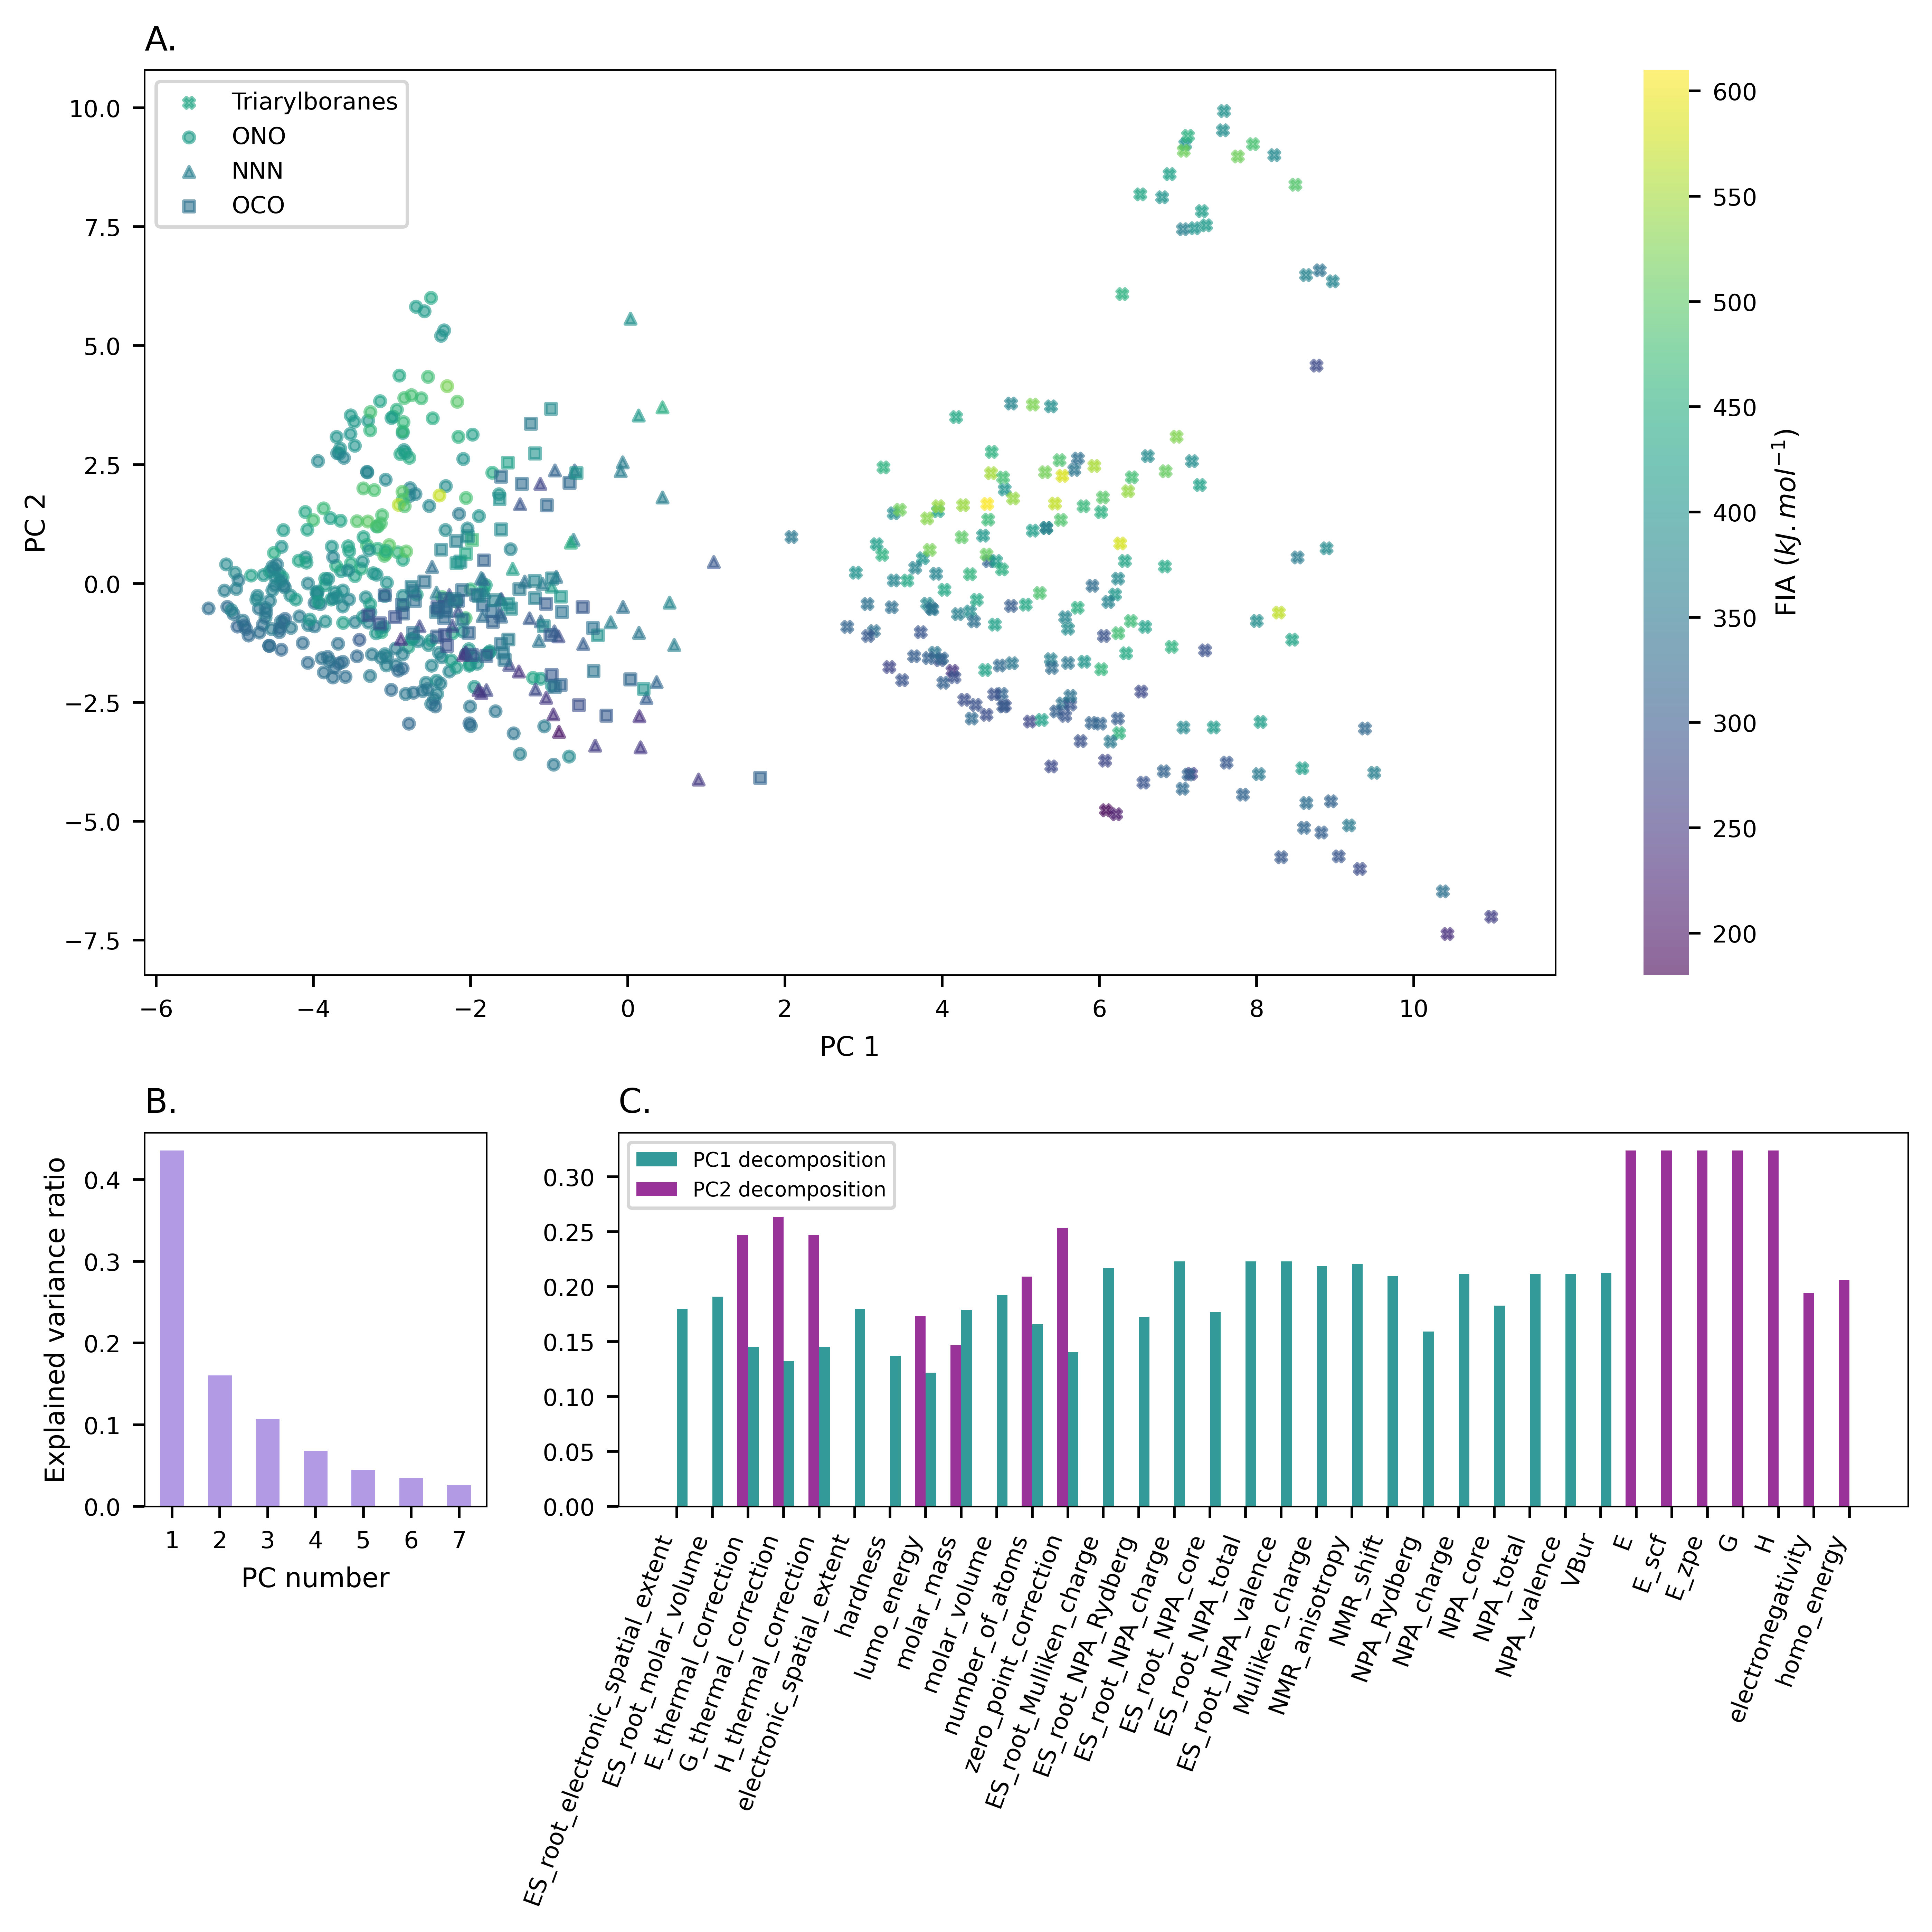 A.
Triarylboranes
ONO
NNN
OCO
10.0
7.5
5.0
2.5
0.0
−2.5
−5.0
−7.5
PC 2
−6 −4 −2 0 2 4 6 8 10
PC 1
600
550
500
450
400
350
300
250
200
FIA (kJ.mol⁻¹)
B.
0.4
0.3
0.2
0.1
0.0
Explained variance ratio
1 2 3 4 5 6 7
PC number
C.
PC1 decomposition
PC2 decomposition
0.30
0.25
0.20
0.15
0.10
0.05
0.00
ES_root_electronic_spatial_extent
ES_root_molar_volume
E_thermal_correction
G_thermal_correction
H_thermal_correction
electronic_spatial_extent
hardness
lumo_energy
molar_mass
molar_volume
number_of_atoms
zero_point_correction
ES_root_Mulliken_charge
ES_root_NPA_Rydberg
ES_root_NPA_charge
ES_root_NPA_core
ES_root_NPA_total
ES_root_NPA_valence
Mulliken_charge
NMR_anisotropy
NMR_shift
NPA_Rydberg
NPA_charge
NPA_core
NPA_total
NPA_valence
VBur
E
E_scf
E_zpe
G
H
electronegativity
homo_energy